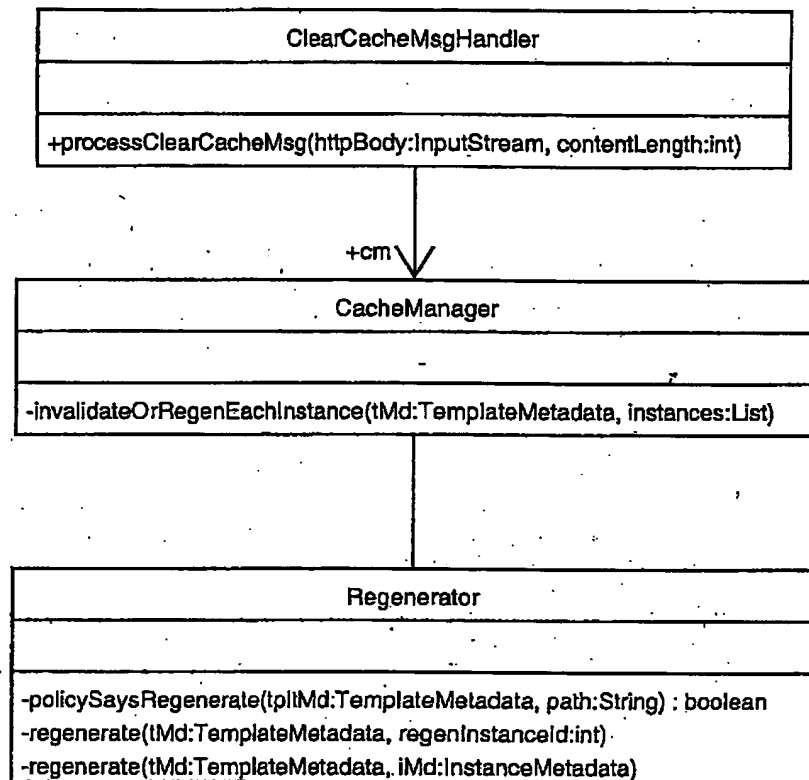 ClearCacheMsgHandler
+processClearCacheMsg(httpBody:InputStream, contentLength:int)
+cm
CacheManager
-invalidateOrRegenEachInstance(tMd:TemplateMetadata, instances:List)
Regenerator
-policySaysRegenerate(tpltMd:TemplateMetadata, path:String) : boolean
-regenerate(tMd:TemplateMetadata, regenInstanceId:int)
-regenerate(tMd:TemplateMetadata, iMd:InstanceMetadata)